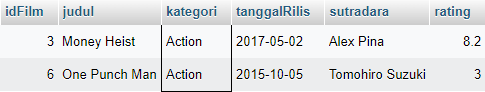 idFilm judul kategori tanggalRilis sutradara rating
3 Money Heist Action 2017-05-02 Alex Pina 8.2
6 One Punch Man Action 2015-10-05 Tomohiro Suzuki 3